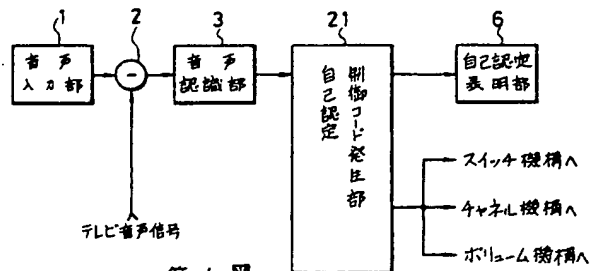 1
2
3
21
6
音声
入力部
−
音声
認識部
自己認定
制御コード発生部
自己認定
表明部
テレビ音声信号
スイッチ機構へ
チャネル機構へ
ボリューム機構へ